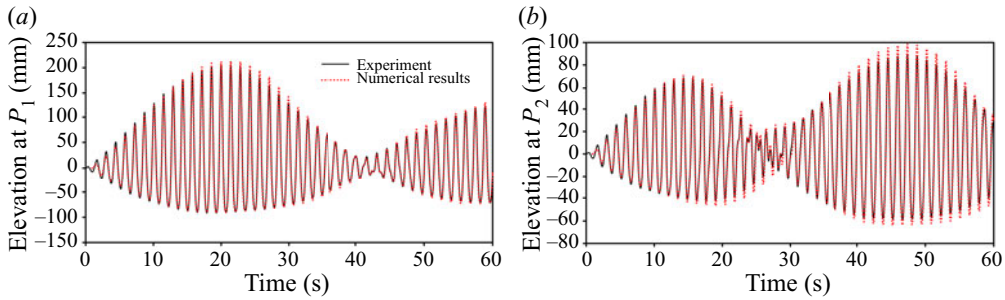 (a)
Elevation at P1 (mm)
250
200
150
100
50
0
–50
–100
–150
0 10 20 30 40 50 60
Time (s)
Experiment
Numerical results
(b)
Elevation at P2 (mm)
100
80
60
40
20
0
–20
–40
–60
–80
0 10 20 30 40 50 60
Time (s)